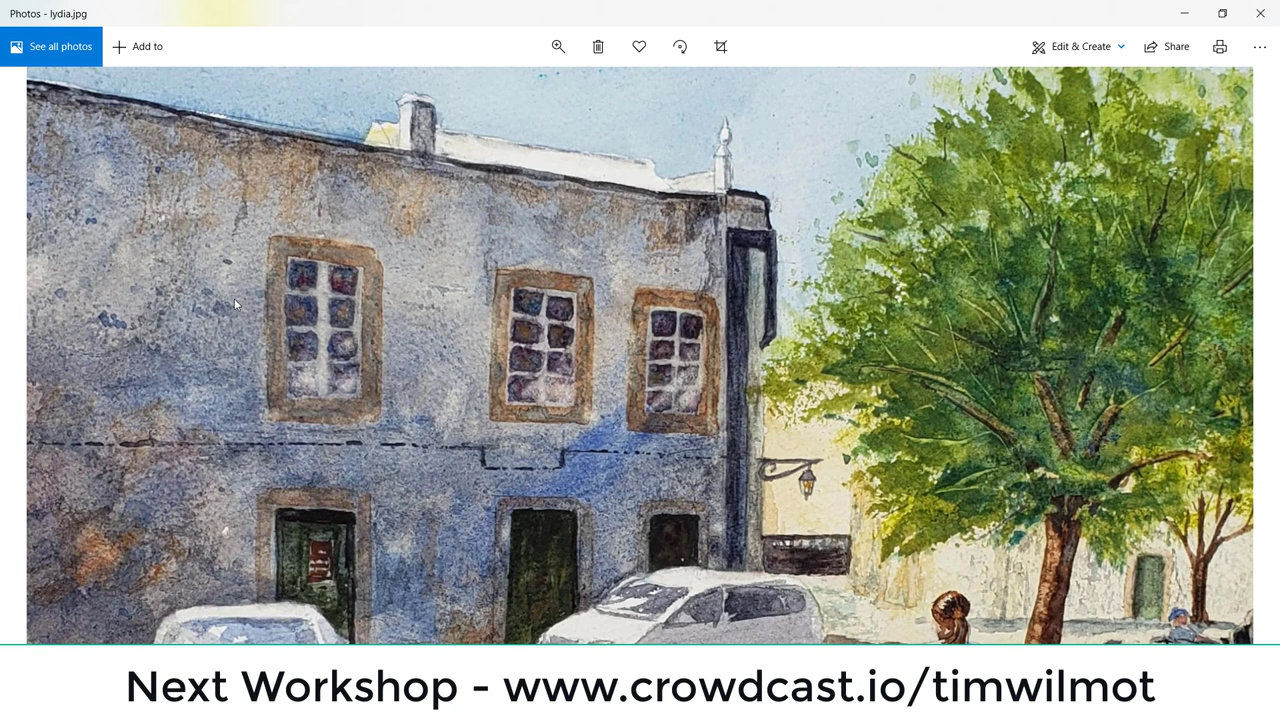 Photos - lydia.jpg
See all photos
Add to
Edit & Create
Share
Next Workshop - www.crowdcast.io/timwilmot